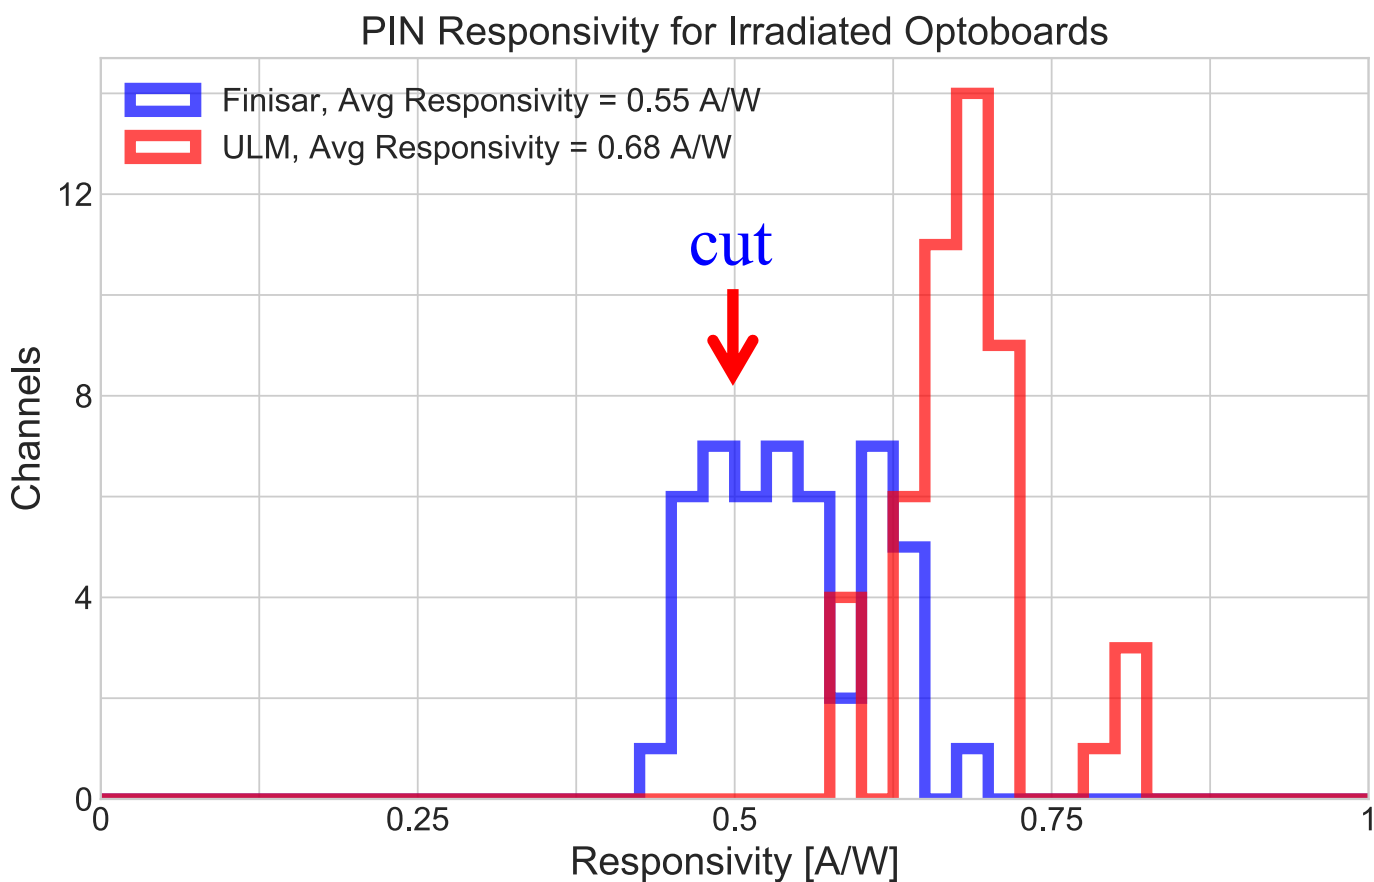 PIN Responsivity for Irradiated Optoboards
Finisar, Avg Responsivity = 0.55 A/W
ULM, Avg Responsivity = 0.68 A/W
12
cut
8
Channels
4
0
0 0.25 0.5 0.75 1
Responsivity [A/W]